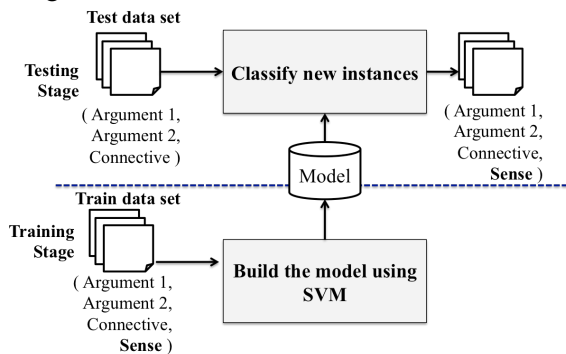 Test data set
Testing
Stage
Classify new instances
( Argument 1,
Argument 2,
Connective )
( Argument 1,
Argument 2,
Connective,
Sense )
Model
Train data set
Training
Stage
Build the model using
SVM
( Argument 1,
Argument 2,
Connective,
Sense )